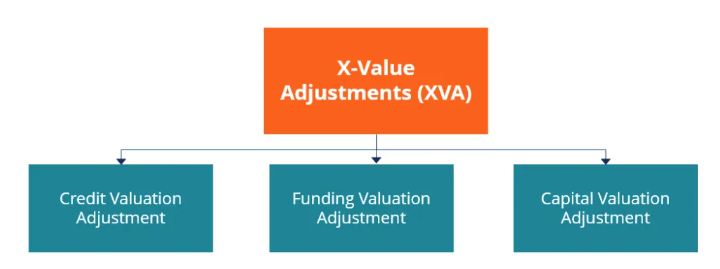 X-Value
Adjustments (XVA)
Credit Valuation
Adjustment
Funding Valuation
Adjustment
Capital Valuation
Adjustment